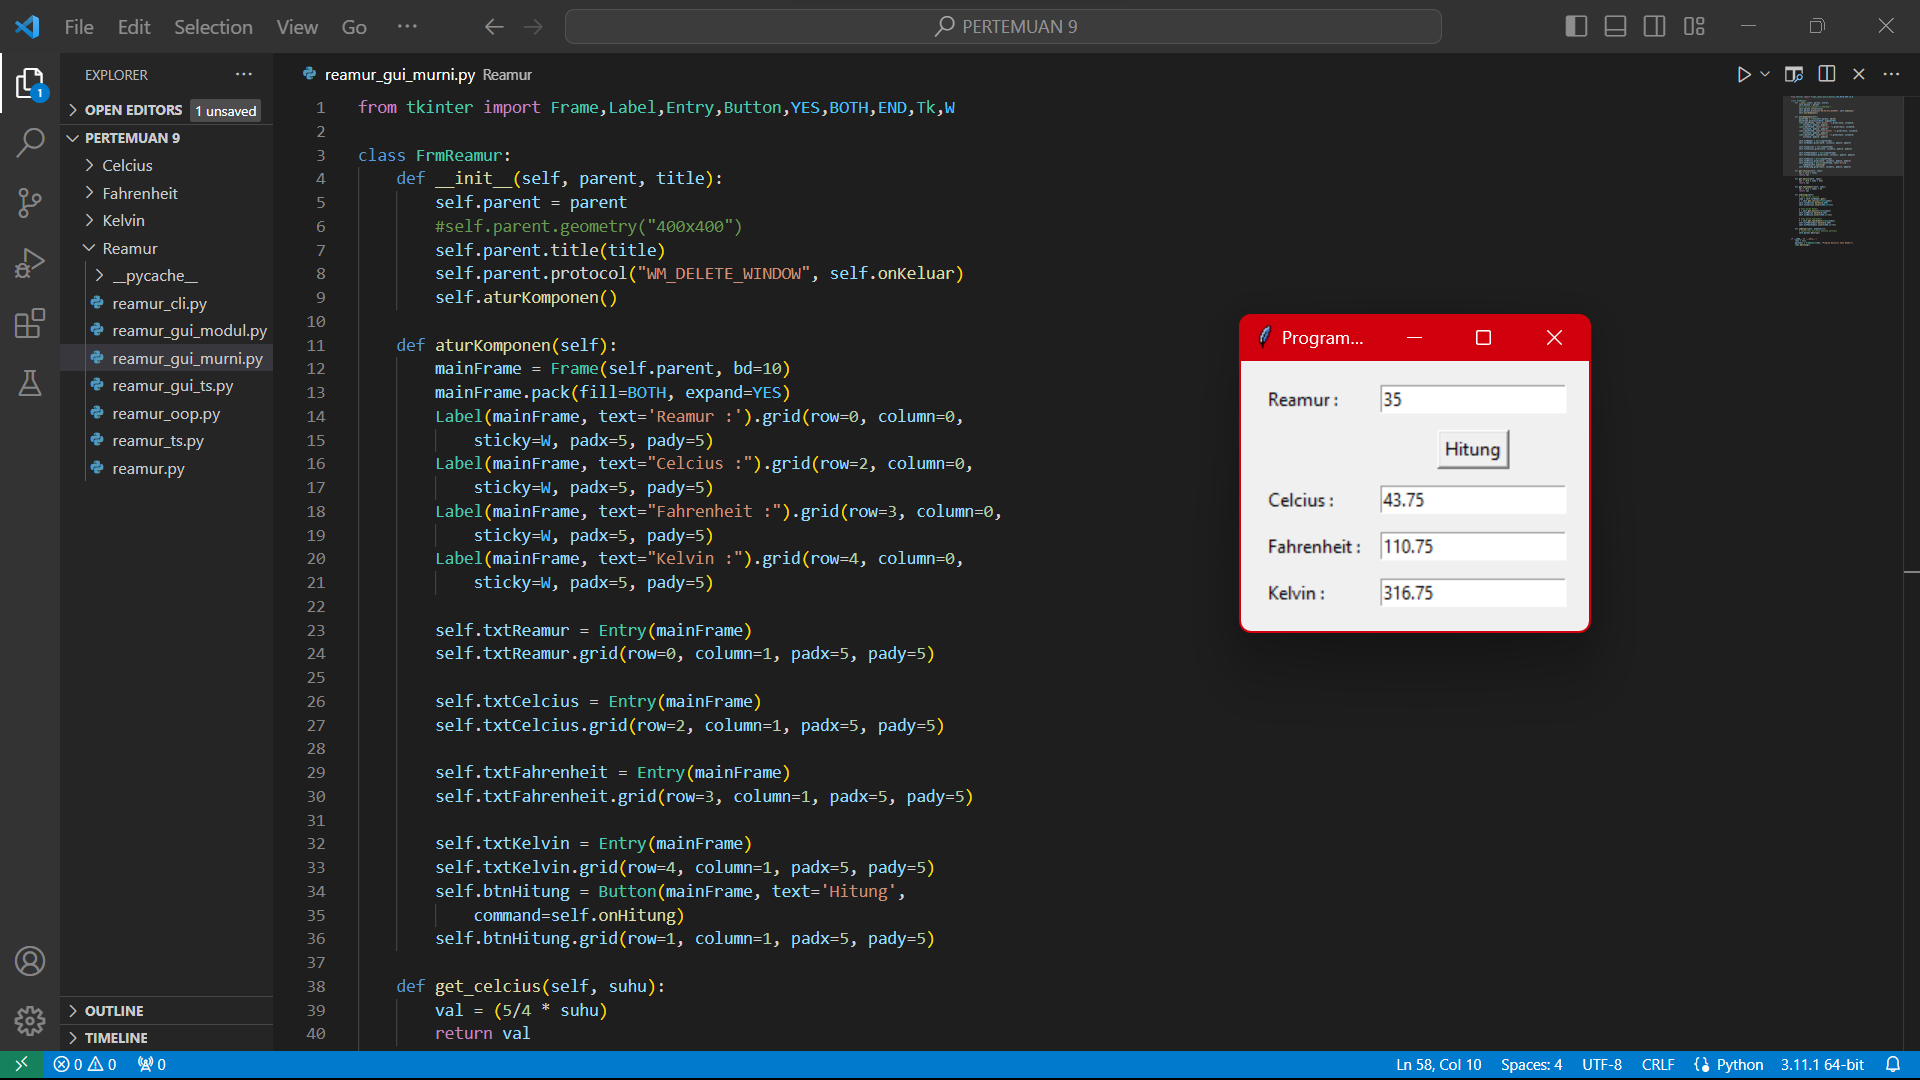 File Edit Selection View Go ···
PERTEMUAN 9
EXPLORER
OPEN EDITORS 1 unsaved
PERTEMUAN 9
Celcius
Fahrenheit
Kelvin
Reamur
__pycache__
reamur_cli.py
reamur_gui_modul.py
reamur_gui_murni.py
reamur_gui_ts.py
reamur_oop.py
reamur_ts.py
reamur.py
OUTLINE
TIMELINE
1
reamur_gui_murni.py Reamur
1 from tkinter import Frame,Label,Entry,Button,YES,BOTH,END,Tk,W
2
3 class FrmReamur:
4 def __init__(self, parent, title):
5 self.parent = parent
6 #self.parent.geometry("400x400")
7 self.parent.title(title)
8 self.parent.protocol("WM_DELETE_WINDOW", self.onKeluar)
9 self.aturKomponen()
10
11 def aturKomponen(self):
12 mainFrame = Frame(self.parent, bd=10)
13 mainFrame.pack(fill=BOTH, expand=YES)
14 Label(mainFrame, text='Reamur :').grid(row=0, column=0,
15 sticky=W, padx=5, pady=5)
16 Label(mainFrame, text="Celcius :").grid(row=2, column=0,
17 sticky=W, padx=5, pady=5)
18 Label(mainFrame, text="Fahrenheit :").grid(row=3, column=0,
19 sticky=W, padx=5, pady=5)
20 Label(mainFrame, text="Kelvin :").grid(row=4, column=0,
21 sticky=W, padx=5, pady=5)
22
23 self.txtReamur = Entry(mainFrame)
24 self.txtReamur.grid(row=0, column=1, padx=5, pady=5)
25
26 self.txtCelcius = Entry(mainFrame)
27 self.txtCelcius.grid(row=2, column=1, padx=5, pady=5)
28
29 self.txtFahrenheit = Entry(mainFrame)
30 self.txtFahrenheit.grid(row=3, column=1, padx=5, pady=5)
31
32 self.txtKelvin = Entry(mainFrame)
33 self.txtKelvin.grid(row=4, column=1, padx=5, pady=5)
34 self.btnHitung = Button(mainFrame, text='Hitung',
35 command=self.onHitung)
36 self.btnHitung.grid(row=1, column=1, padx=5, pady=5)
37
38 def get_celcius(self, suhu):
39 val = (5/4 * suhu)
40 return val
Program...
Reamur : 35
Hitung
Celcius : 43.75
Fahrenheit : 110.75
Kelvin : 316.75
0 0 0 Ln 58, Col 10 Spaces: 4 UTF-8 CRLF Python 3.11.1 64-bit